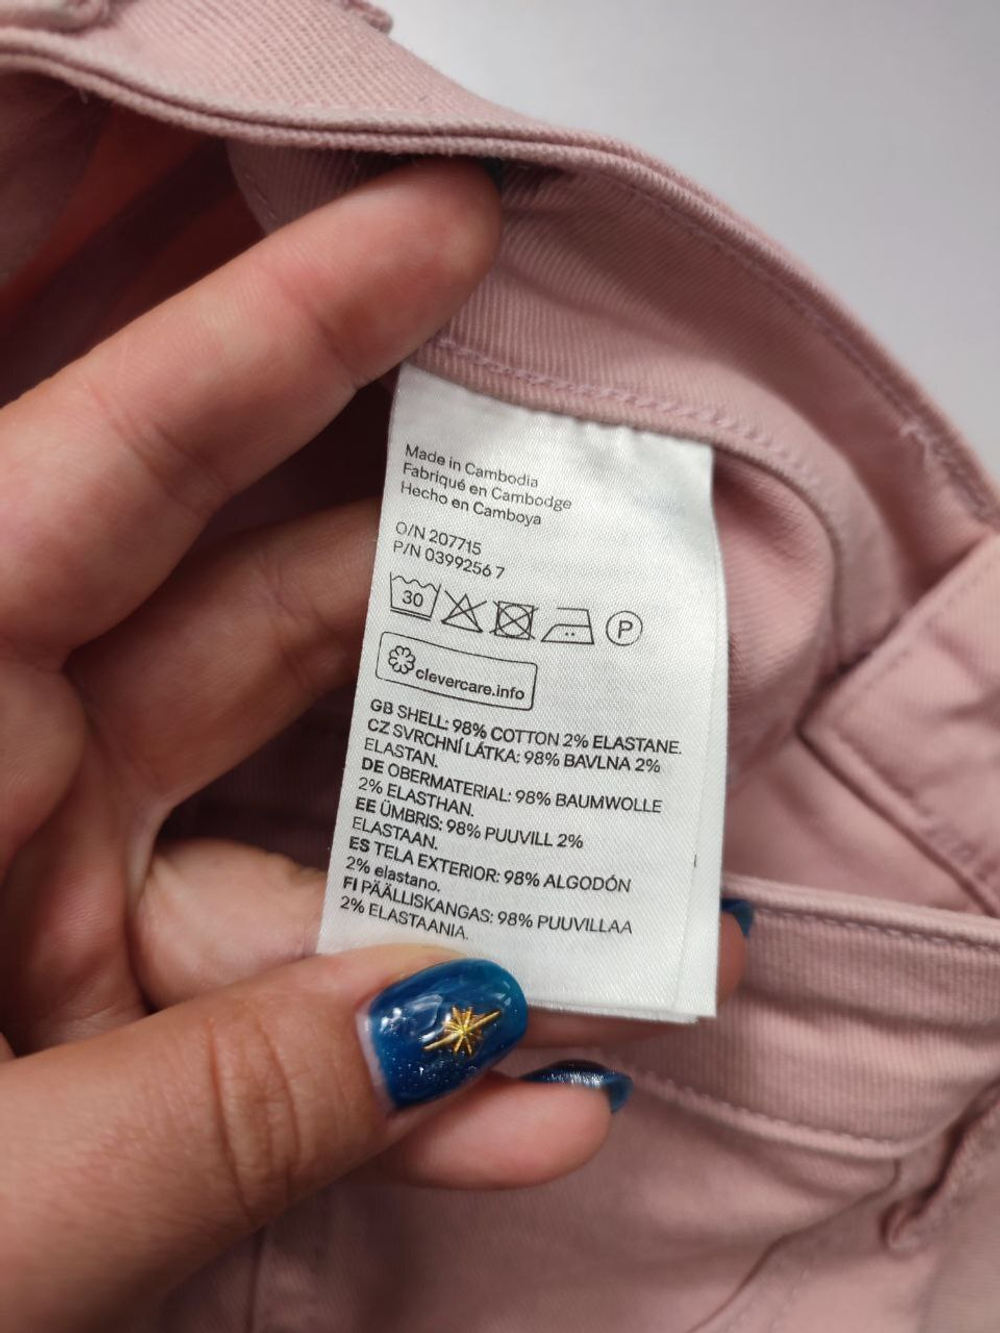 Made in Cambodia
Fabriqué en Cambodge
Hecho en Camboya
O/N 207715
P/N 0399256 7
30
P
clevercare.info
GB SHELL: 98% COTTON 2% ELASTANE.
CZ SVRCHNÍ LÁTKA: 98% BAVLNA 2%
ELASTAN.
DE OBERMATERIAL: 98% BAUMWOLLE
2% ELASTHAN.
EE ÜMBRIS: 98% PUUVILL 2%
ELASTAAN.
ES TELA EXTERIOR: 98% ALGODÓN
2% elastano.
FI PÄÄLLISKANGAS: 98% PUUVILLAA
2% ELASTAANIA.